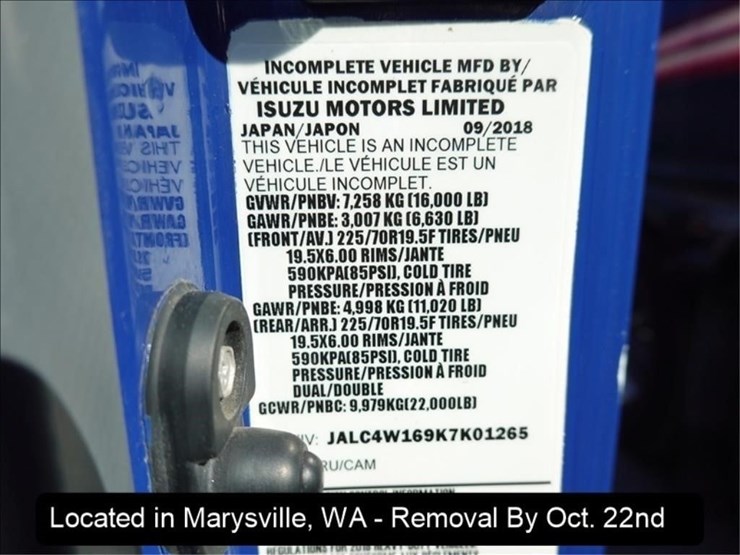 INCOMPLETE VEHICLE MFD BY/
VÉHICULE INCOMPLET FABRIQUÉ PAR
ISUZU MOTORS LIMITED
JAPAN/JAPON 09/2018
THIS VEHICLE IS AN INCOMPLETE
VEHICLE./LE VÉHICULE EST UN
VÉHICULE INCOMPLET.
GVWR/PNBV: 7,258 KG (16,000 LB)
GAWR/PNBE: 3,007 KG (6,630 LB)
(FRONT/AV.) 225/70R19.5F TIRES/PNEU
19.5X6.00 RIMS/JANTE
590KPA(85PSI), COLD TIRE
PRESSURE/PRESSION À FROID
GAWR/PNBE: 4,998 KG (11,020 LB)
(REAR/ARR.) 225/70R19.5F TIRES/PNEU
19.5X6.00 RIMS/JANTE
590KPA(85PSI), COLD TIRE
PRESSURE/PRESSION À FROID
DUAL/DOUBLE
GCWR/PNBC: 9,979KG(22,000LB)
IV: JALC4W169K7K01265
RU/CAM
Located in Marysville, WA - Removal By Oct. 22nd